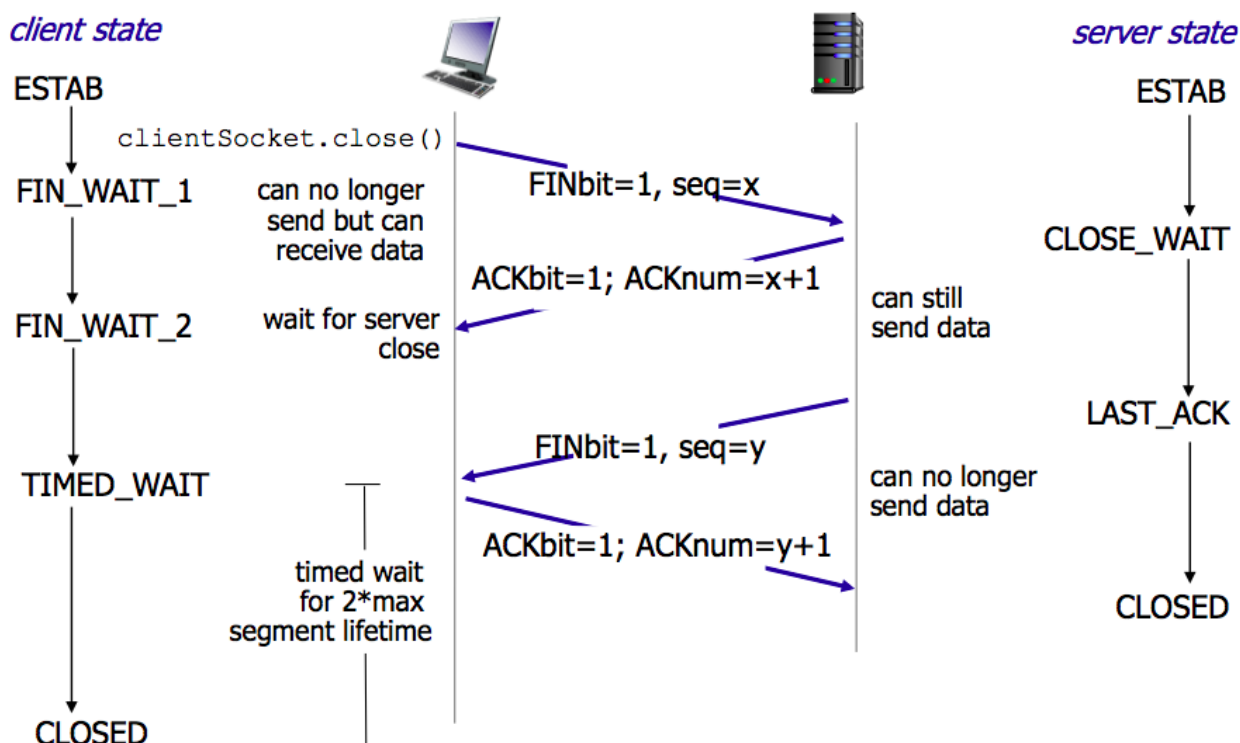 client state
server state
ESTAB
ESTAB
clientSocket.close()
FIN_WAIT_1
can no longer
send but can
receive data
FINbit=1, seq=x
CLOSE_WAIT
ACKbit=1; ACKnum=x+1
can still
send data
FIN_WAIT_2
wait for server
close
LAST_ACK
FINbit=1, seq=y
can no longer
send data
TIMED_WAIT
ACKbit=1; ACKnum=y+1
timed wait
for 2*max
segment lifetime
CLOSED
CLOSED